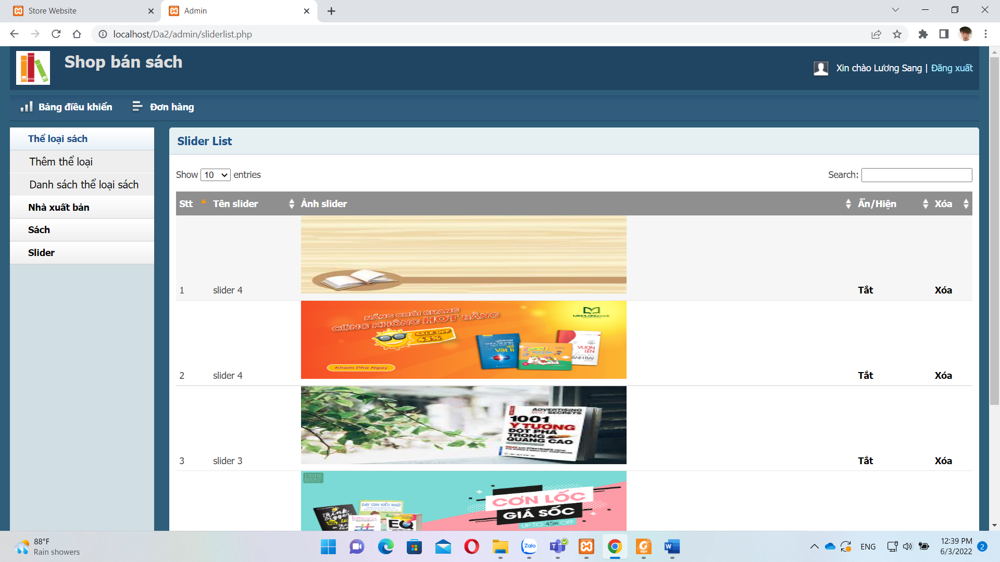 Store Website
Admin
localhost/Da2/admin/sliderlist.php
Shop bán sách
Xin chào Lương Sang | Đăng xuất
Bảng điều khiển
Đơn hàng
Thể loại sách
Thêm thể loại
Danh sách thể loại sách
Nhà xuất bản
Sách
Slider
Slider List
Show 10 entries
Search:
Stt Tên slider Ảnh slider Ẩn/Hiện Xóa
1 slider 4 Tắt Xóa
NẮNG CHÓI CHANG
CŨNG KHÔNG HOT BẰNG
SALE OFF
45%
MINHLONGbook
Vật lí
VƯƠN
LÊN
Khám Phá Ngay
2 slider 4 Tắt Xóa
ADVERTISING
SECRETS
1001
Ý TƯỞNG
ĐỘT PHÁ
TRONG
QUẢNG CÁO
3 slider 3 Tắt Xóa
1980
BOOKS
CƠN LỐC
GIÁ SỐC
UP TO 45% OFF
DẠY CON KIỂU NHẬT
Think
Bigger
Influencer
#
EQ
88°F
Rain showers
Zalo
PDF
W
ENG
12:39 PM
6/3/2022
2